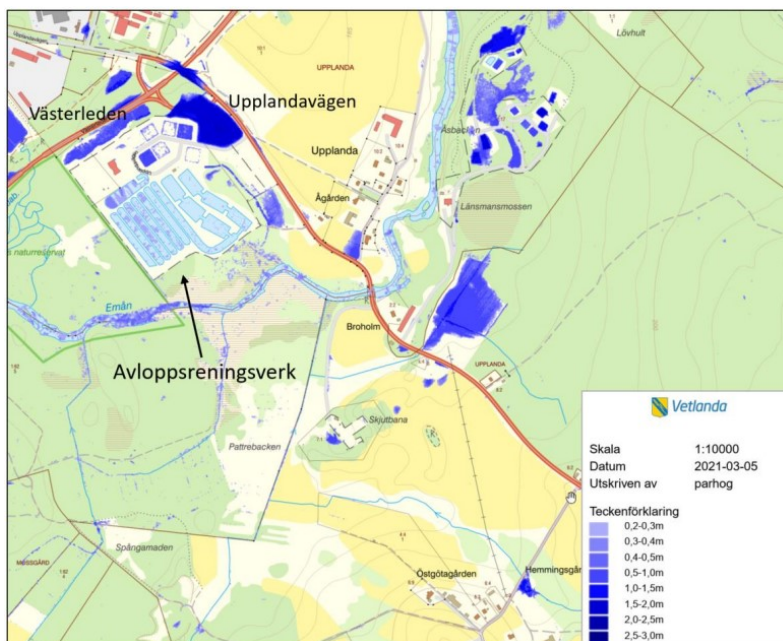 Upplandavägen
Lövhult
UPPLANDA
Västerleden
Upplandavägen
Åsbacken
Upplanda
Ågården
Länsmansmossen
naturreservat
Emån
K
Broholm
Avloppsreningsverk
UPPLANDA
Skjutbana
K
Pattrebacken
Vetlanda
Skala 1:10000
Datum 2021-03-05
Utskriven av parhog
Teckenförklaring
0,2-0,3m
0,3-0,4m
0,4-0,5m
0,5-1,0m
1,0-1,5m
1,5-2,0m
2,0-2,5m
2,5-3,0m
Spångamaden
Östgötagården
Hemmingsgår